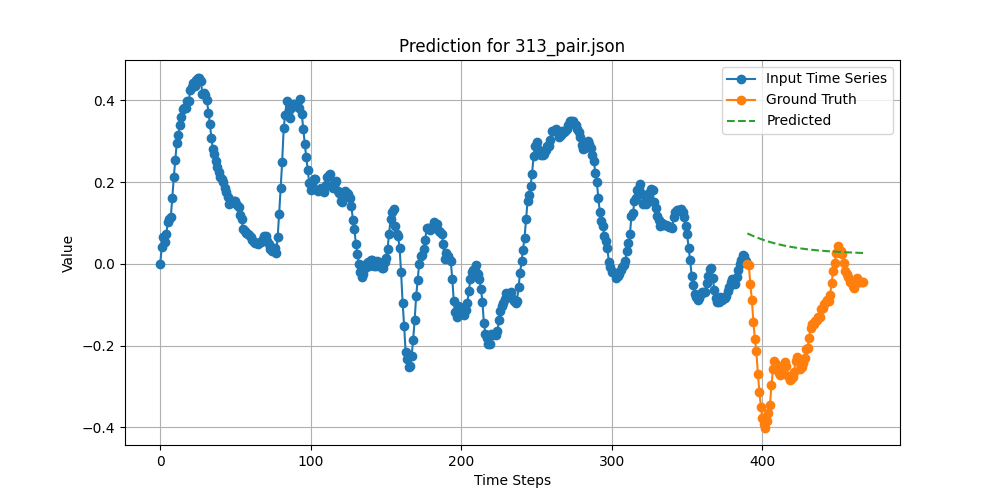 Prediction for 313_pair.json
Input Time Series
Ground Truth
Predicted
Value
0.4
0.2
0.0
−0.2
−0.4
0 100 200 300 400
Time Steps